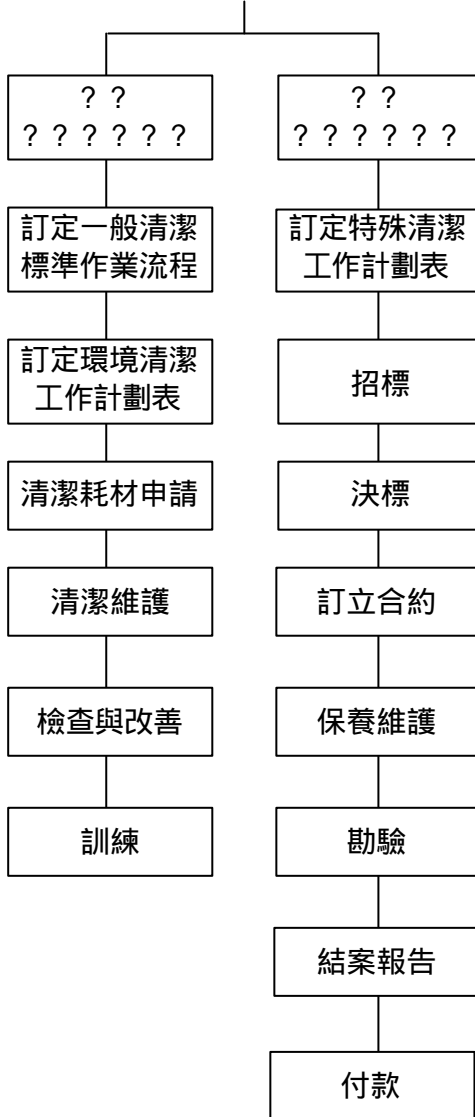 ? ?
? ? ? ? ? ?
訂定一般清潔
標準作業流程
訂定環境清潔
工作計劃表
清潔耗材申請
清潔維護
檢查與改善
訓練
? ?
? ? ? ? ? ?
訂定特殊清潔
工作計劃表
招標
決標
訂立合約
保養維護
勘驗
結案報告
付款